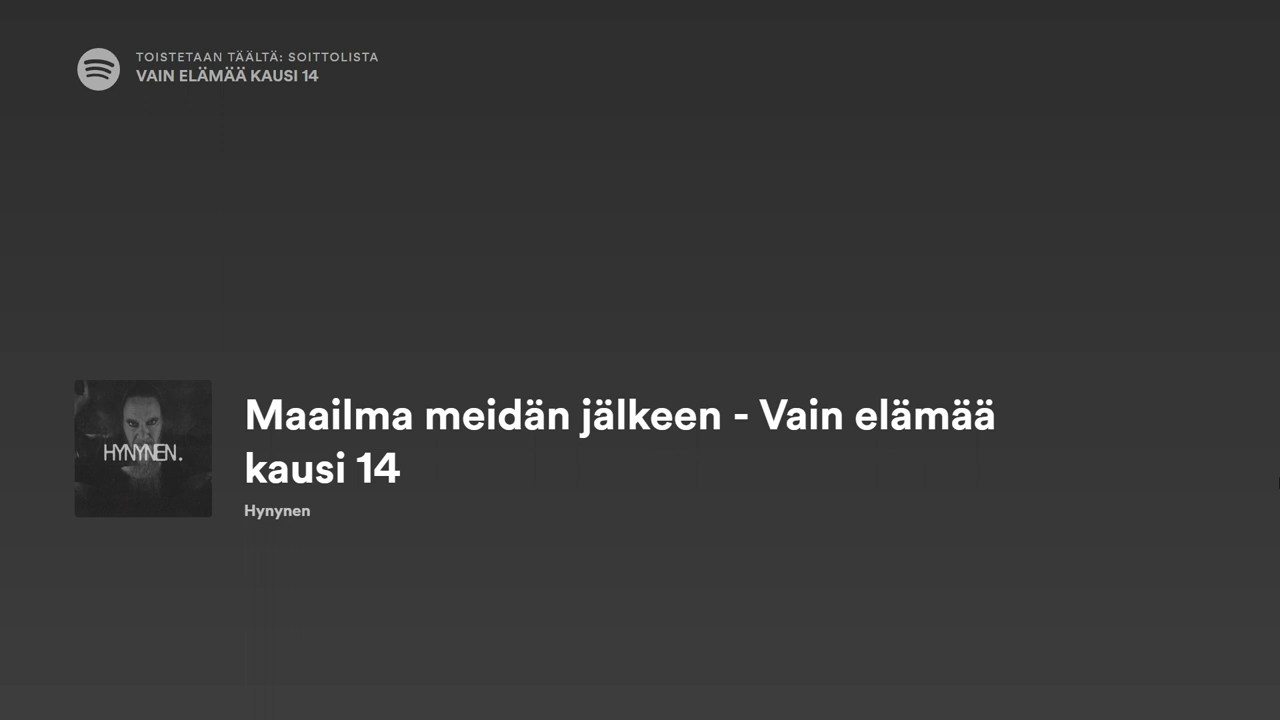 TOISTETAAN TÄÄLTÄ: SOITTOLISTA
VAIN ELÄMÄÄ KAUSI 14
HYNYNEN.
Maailma meidän jälkeen - Vain elämää
kausi 14
Hynynen